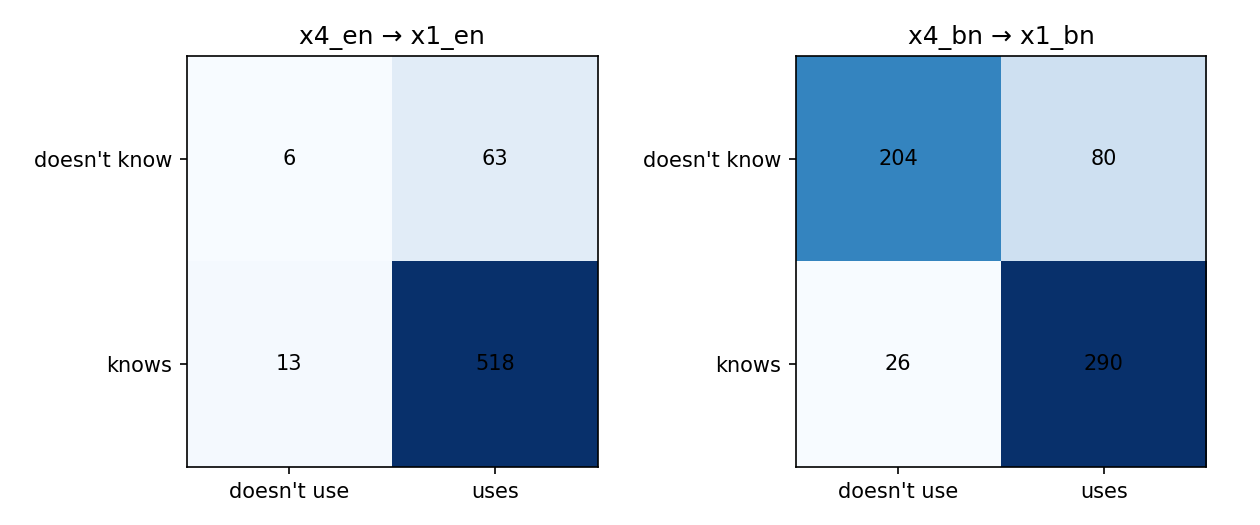 x4_en → x1_en
doesn't know
6
63
knows
13
518
doesn't use
uses
x4_bn → x1_bn
doesn't know
204
80
knows
26
290
doesn't use
uses